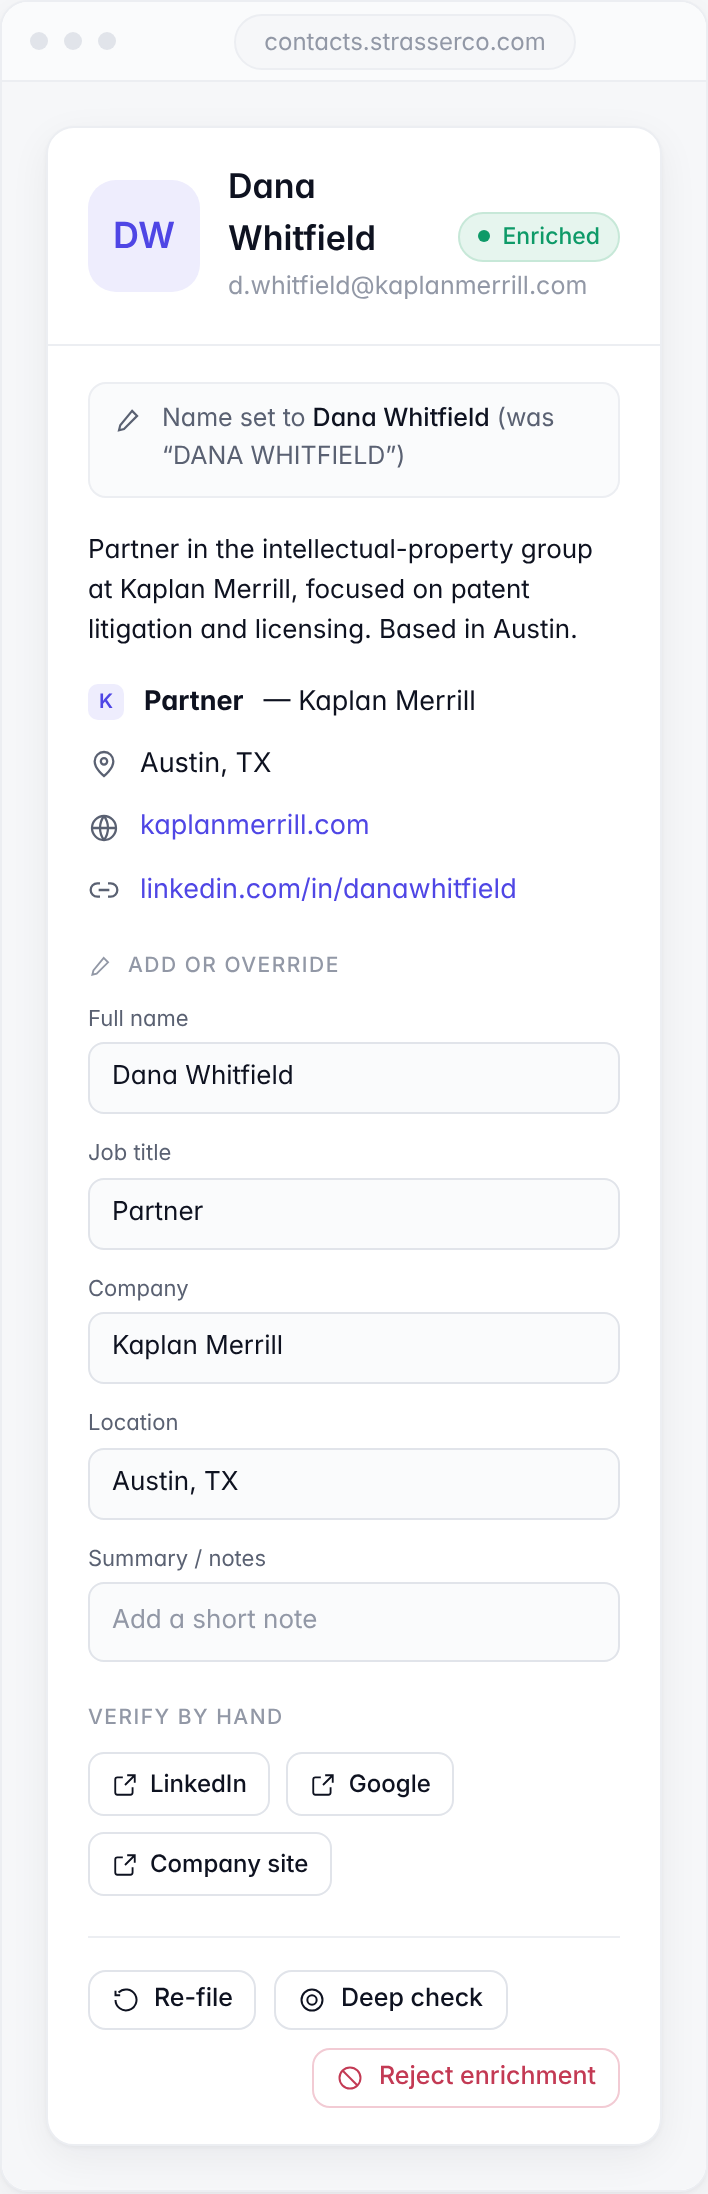 contacts.strasserco.com
DW
Dana
Whitfield
Enriched
d.whitfield@kaplanmerrill.com
Name set to Dana Whitfield (was
“DANA WHITFIELD”)
Partner in the intellectual-property group
at Kaplan Merrill, focused on patent
litigation and licensing. Based in Austin.
K Partner — Kaplan Merrill
Austin, TX
kaplanmerrill.com
linkedin.com/in/danawhitfield
ADD OR OVERRIDE
Full name
Dana Whitfield
Job title
Partner
Company
Kaplan Merrill
Location
Austin, TX
Summary / notes
Add a short note
VERIFY BY HAND
LinkedIn Google
Company site
Re-file Deep check
Reject enrichment